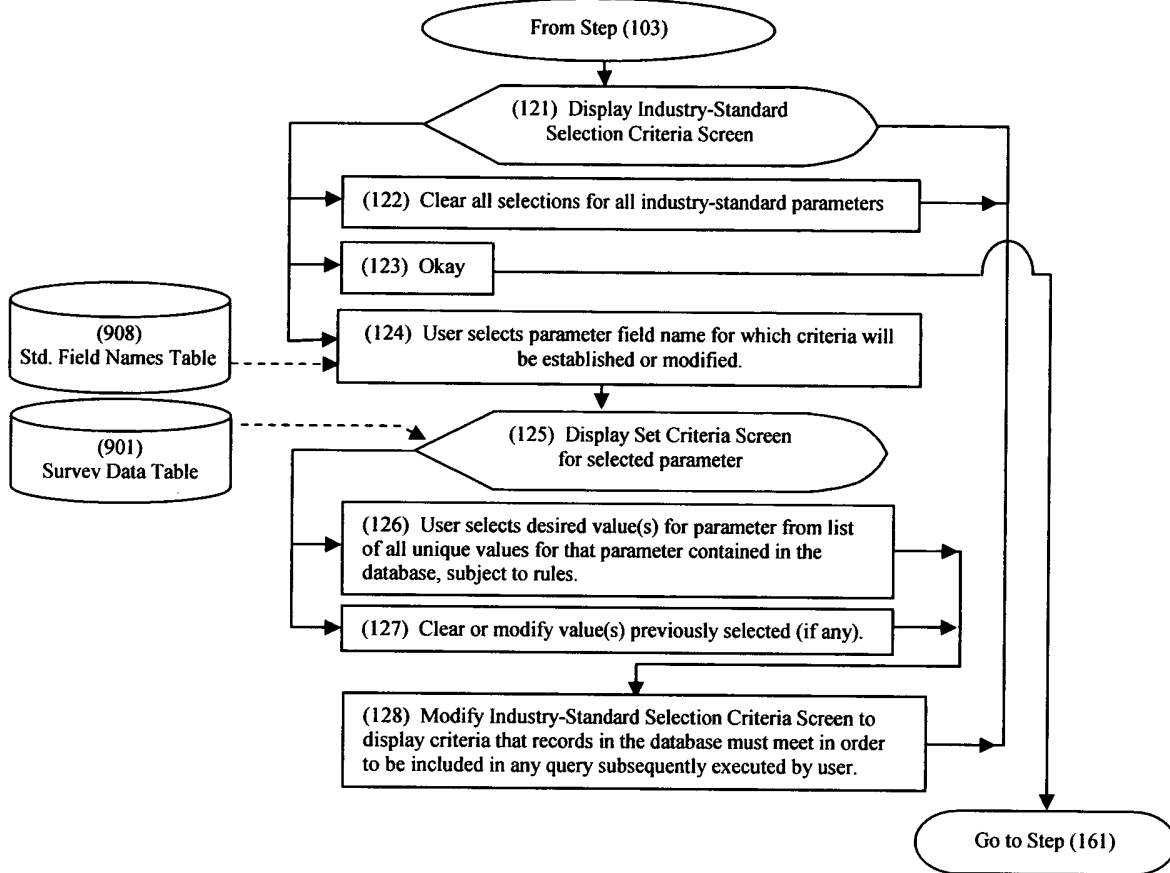 From Step (103)
(121) Display Industry-Standard
Selection Criteria Screen
(122) Clear all selections for all industry-standard parameters
(123) Okay
(908)
Std. Field Names Table
(124) User selects parameter field name for which criteria will
be established or modified.
(901)
Survey Data Table
(125) Display Set Criteria Screen
for selected parameter
(126) User selects desired value(s) for parameter from list
of all unique values for that parameter contained in the
database, subject to rules.
(127) Clear or modify value(s) previously selected (if any).
(128) Modify Industry-Standard Selection Criteria Screen to
display criteria that records in the database must meet in order
to be included in any query subsequently executed by user.
Go to Step (161)